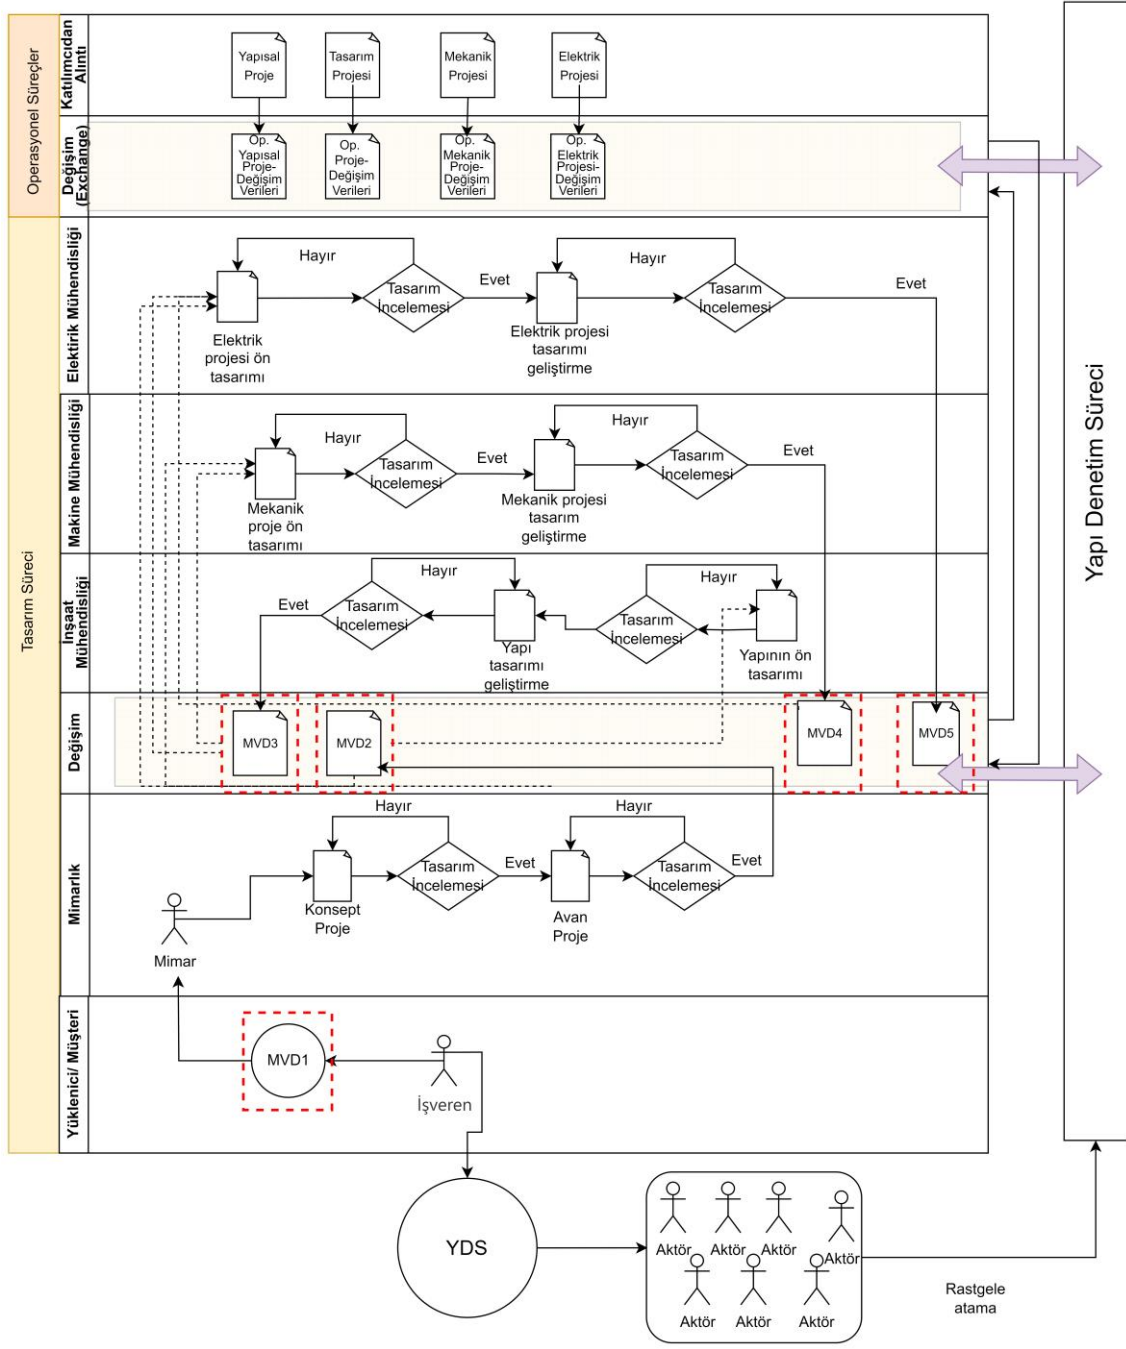 Operasyonel Süreçler
Katılımcıdan
Alıntı
Yapısal
Proje
Tasarım
Projesi
Mekanik
Projesi
Elektrik
Projesi
Değişim
(Exchange)
Op.
Yapısal
Proje-
Değişim
Verileri
Op.
Proje-
Değişim
Verileri
Op.
Mekanik
Proje-
Değişim
Verileri
Op.
Elektrik
Projesi-
Değişim
Verileri
Tasarım Süreci
Elektirik Mühendisliği
Hayır
Tasarım
İncelemesi
Evet
Hayır
Tasarım
İncelemesi
Evet
Elektrik
projesi ön
tasarımı
Elektrik projesi
tasarımı
geliştirme
Makine Mühendisliği
Hayır
Tasarım
İncelemesi
Evet
Hayır
Tasarım
İncelemesi
Evet
Mekanik
proje ön
tasarımı
Mekanik projesi
tasarım
geliştirme
İnşaat
Mühendisliği
Evet
Tasarım
İncelemesi
Hayır
Yapı
tasarımı
geliştirme
Tasarım
İncelemesi
Hayır
Yapının ön
tasarımı
Değişim
MVD3
MVD2
MVD4
MVD5
Mimarlık
Mimar
Hayır
Konsept
Proje
Tasarım
İncelemesi
Evet
Hayır
Avan
Proje
Tasarım
İncelemesi
Evet
Yüklenici/ Müşteri
MVD1
İşveren
Yapı Denetim Süreci
YDS
Aktör
Aktör
Aktör
Aktör
Aktör
Aktör
Aktör
Rastgele
atama